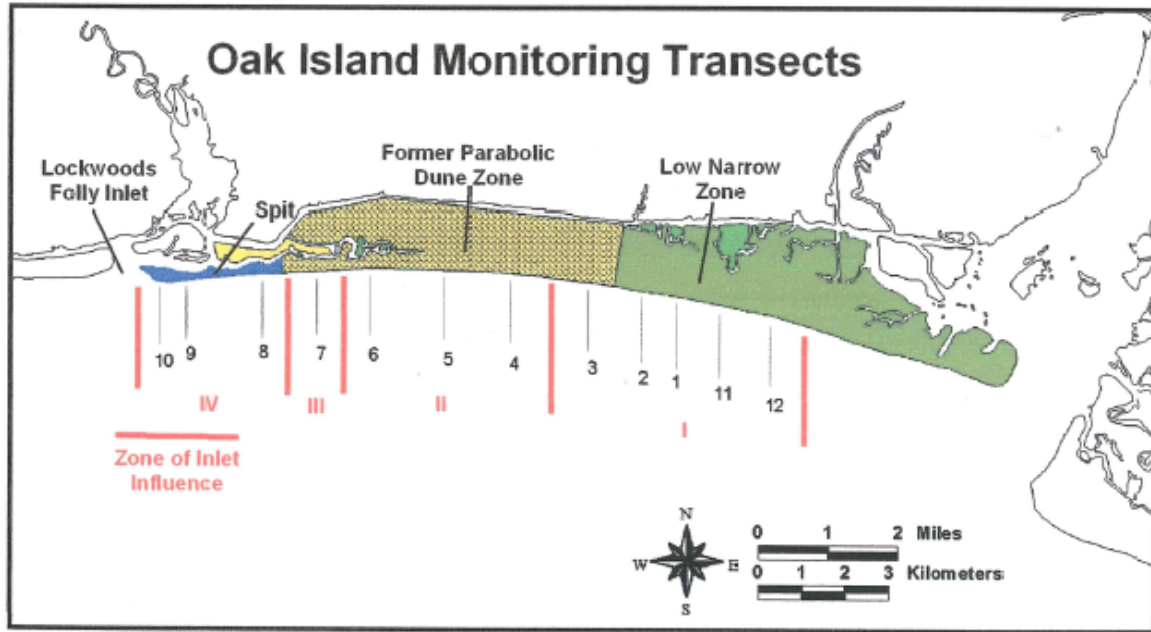 Oak Island Monitoring Transects
Lockwoods
Folly Inlet
Spit
Former Parabolic
Dune Zone
Low Narrow
Zone
10
9
8
7
6
5
4
3
2
1
11
12
IV
III
II
I
Zone of Inlet
Influence
N
W
E
S
0 1 2 Miles
0 1 2 3 Kilometers